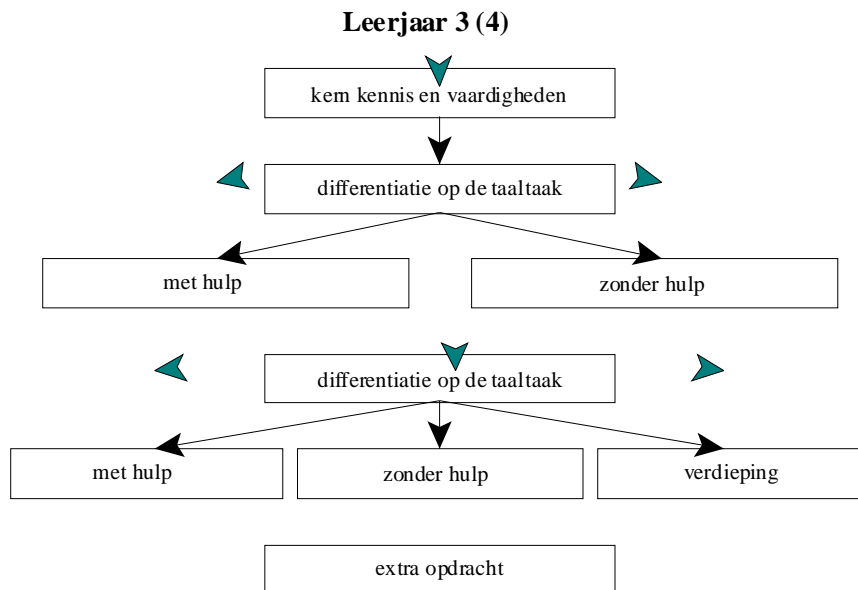 Leerjaar 3 (4)
kern kennis en vaardigheden
differentiatie op de taaltaak
met hulp
zonder hulp
differentiatie op de taaltaak
met hulp
zonder hulp
verdieping
extra opdracht